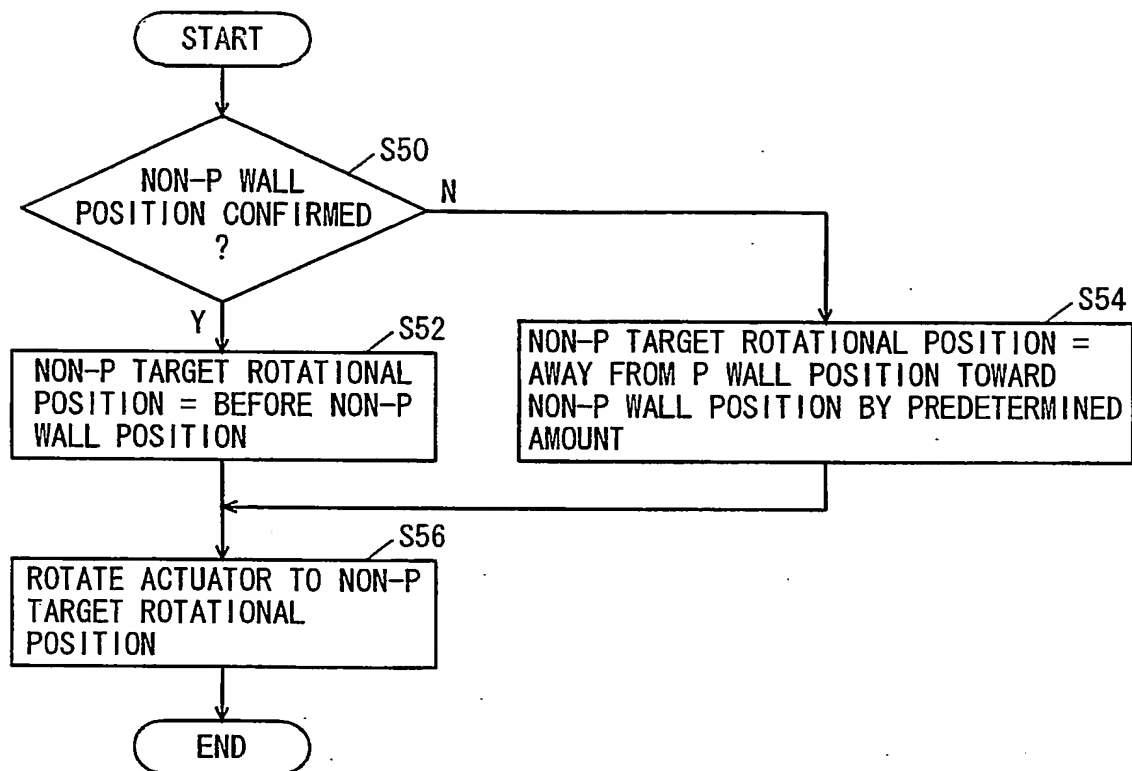 START
S50
NON-P WALL
POSITION CONFIRMED
?
N
Y
S52
NON-P TARGET ROTATIONAL
POSITION = BEFORE NON-P
WALL POSITION
S54
NON-P TARGET ROTATIONAL POSITION =
AWAY FROM P WALL POSITION TOWARD
NON-P WALL POSITION BY PREDETERMINED
AMOUNT
S56
ROTATE ACTUATOR TO NON-P
TARGET ROTATIONAL
POSITION
END